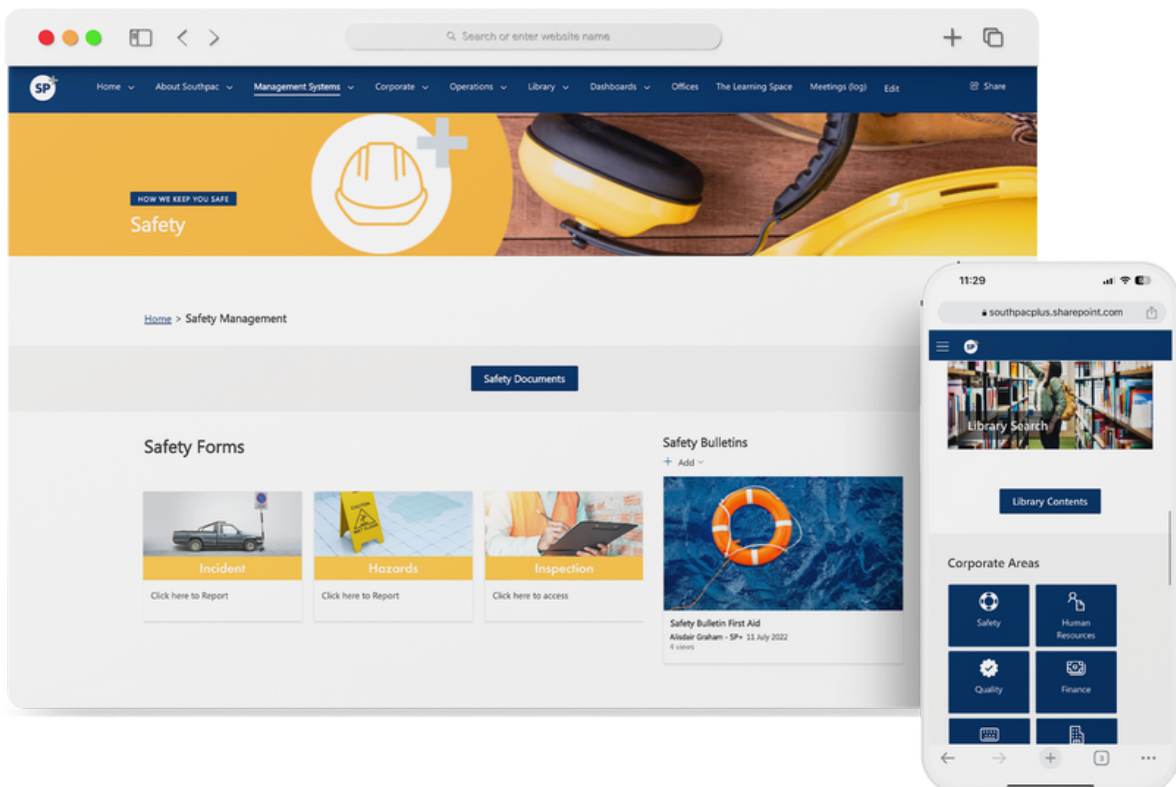 Search or enter website name
SP+
Home
About Southpac
Management Systems
Corporate
Operations
Library
Dashboards
Offices
The Learning Space
Meetings (log)
Edit
Share
HOW WE KEEP YOU SAFE
Safety
Home > Safety Management
Safety Documents
Safety Forms
Incident
Click here to Report
CAUTION
Hazards
Click here to Report
Inspection
Click here to access
Safety Bulletins
+ Add
Safety Bulletin First Aid
Alisdair Graham - SP+ 11 July 2022
4 views
11:29
southpacplus.sharepoint.com
SP
Library Search
Library Contents
Corporate Areas
Safety
Human
Resources
Quality
Finance
3